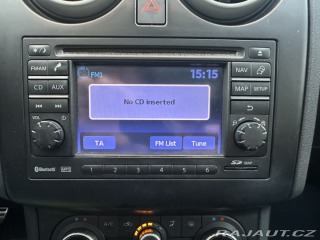 FM·AM
FM1
15:15
NAV
CD
AUX
No CD inserted
MAP
SETUP
VOL
TA
FM List
Tune
Bluetooth
1 2 3 4 5 6
RAJAUT.CZ